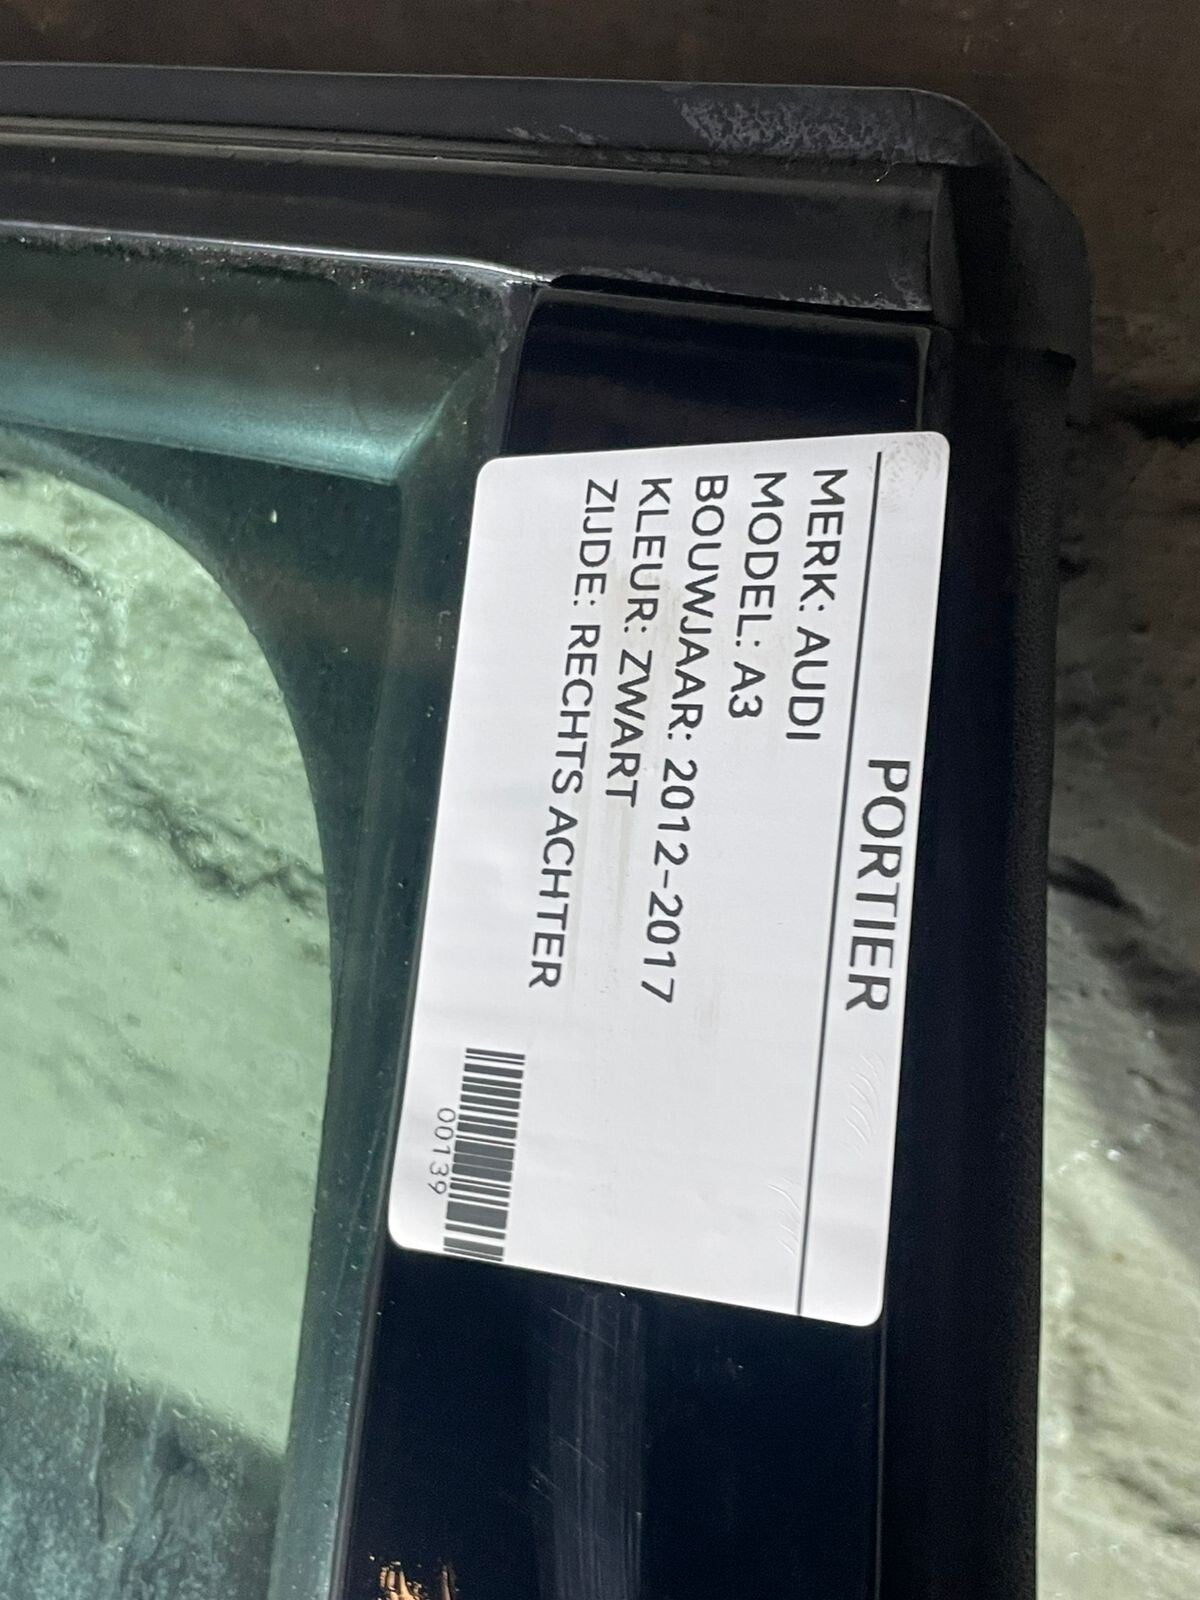 PORTIER
MERK: AUDI
MODEL: A3
BOUWJAAR: 2012-2017
KLEUR: ZWART
ZIJDE: RECHTS ACHTER
00139